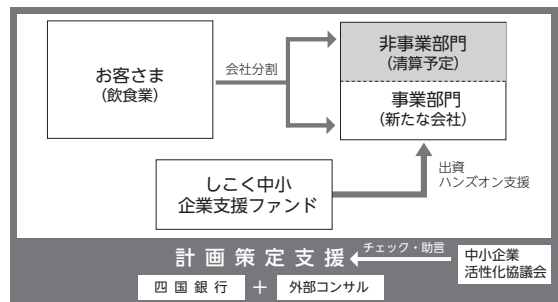 お客さま
(飲食業)
会社分割
非事業部門
(清算予定)
事業部門
(新たな会社)
しこく中小
企業支援ファンド
出資
ハンズオン支援
計画策定支援
チェック・助言
中小企業
活性化協議会
四国銀行 + 外部コンサル